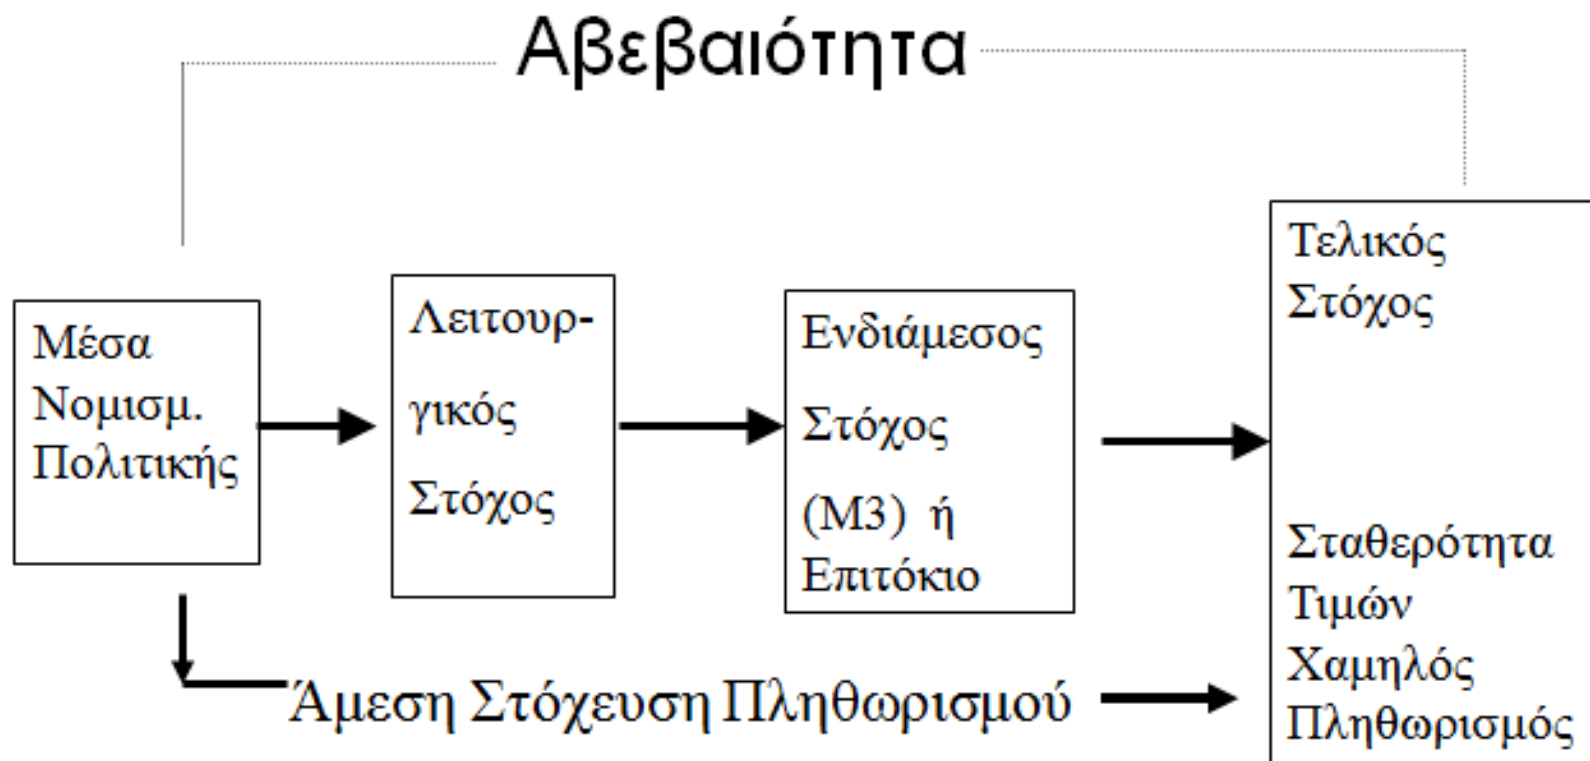 Αβεβαιότητα
Μέσα
Νομισμ.
Πολιτικής
Λειτουρ-
γικός
Στόχος
Ενδιάμεσος
Στόχος
(Μ3) ή
Επιτόκιο
Τελικός
Στόχος
Σταθερότητα
Τιμών
Χαμηλός
Πληθωρισμός
Άμεση Στόχευση Πληθωρισμού